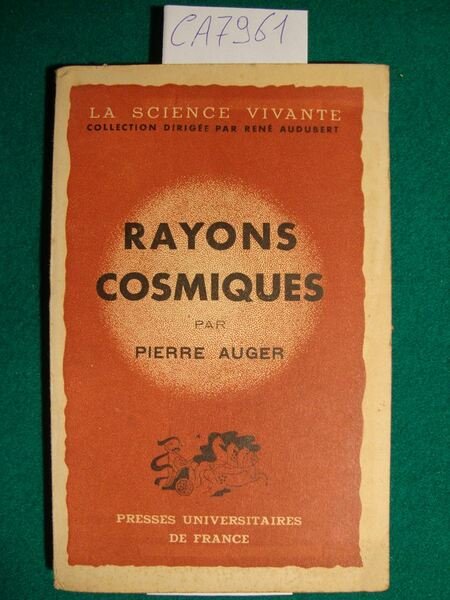 CA7961
LA SCIENCE VIVANTE
COLLECTION DIRIGÉE PAR RENÉ AUDUBERT
RAYONS
COSMIQUES
PAR
PIERRE AUGER
PRESSES UNIVERSITAIRES
DE FRANCE